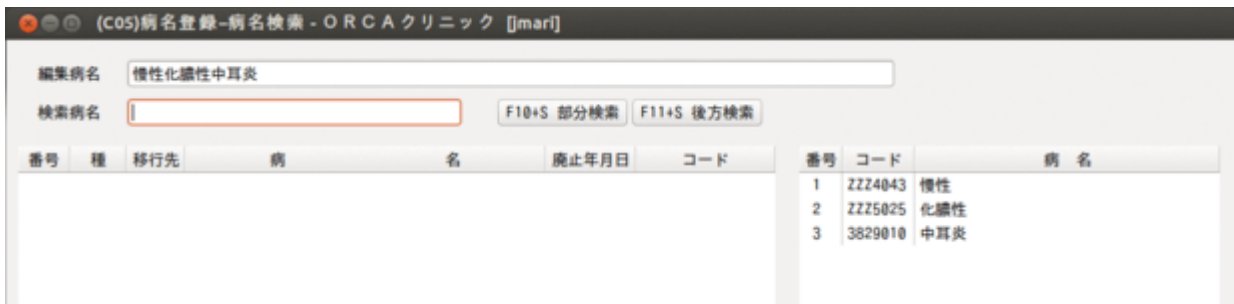 (C05)病名登録–病名検索 - ＯＲＣＡクリニック [jmari]
編集病名 慢性化膿性中耳炎
検索病名 F10+S 部分検索 F11+S 後方検索
番号 種 移行先 病 名 廃止年月日 コード
番号 コード 病 名
1 ZZZ4043 慢性
2 ZZZ5025 化膿性
3 3829010 中耳炎